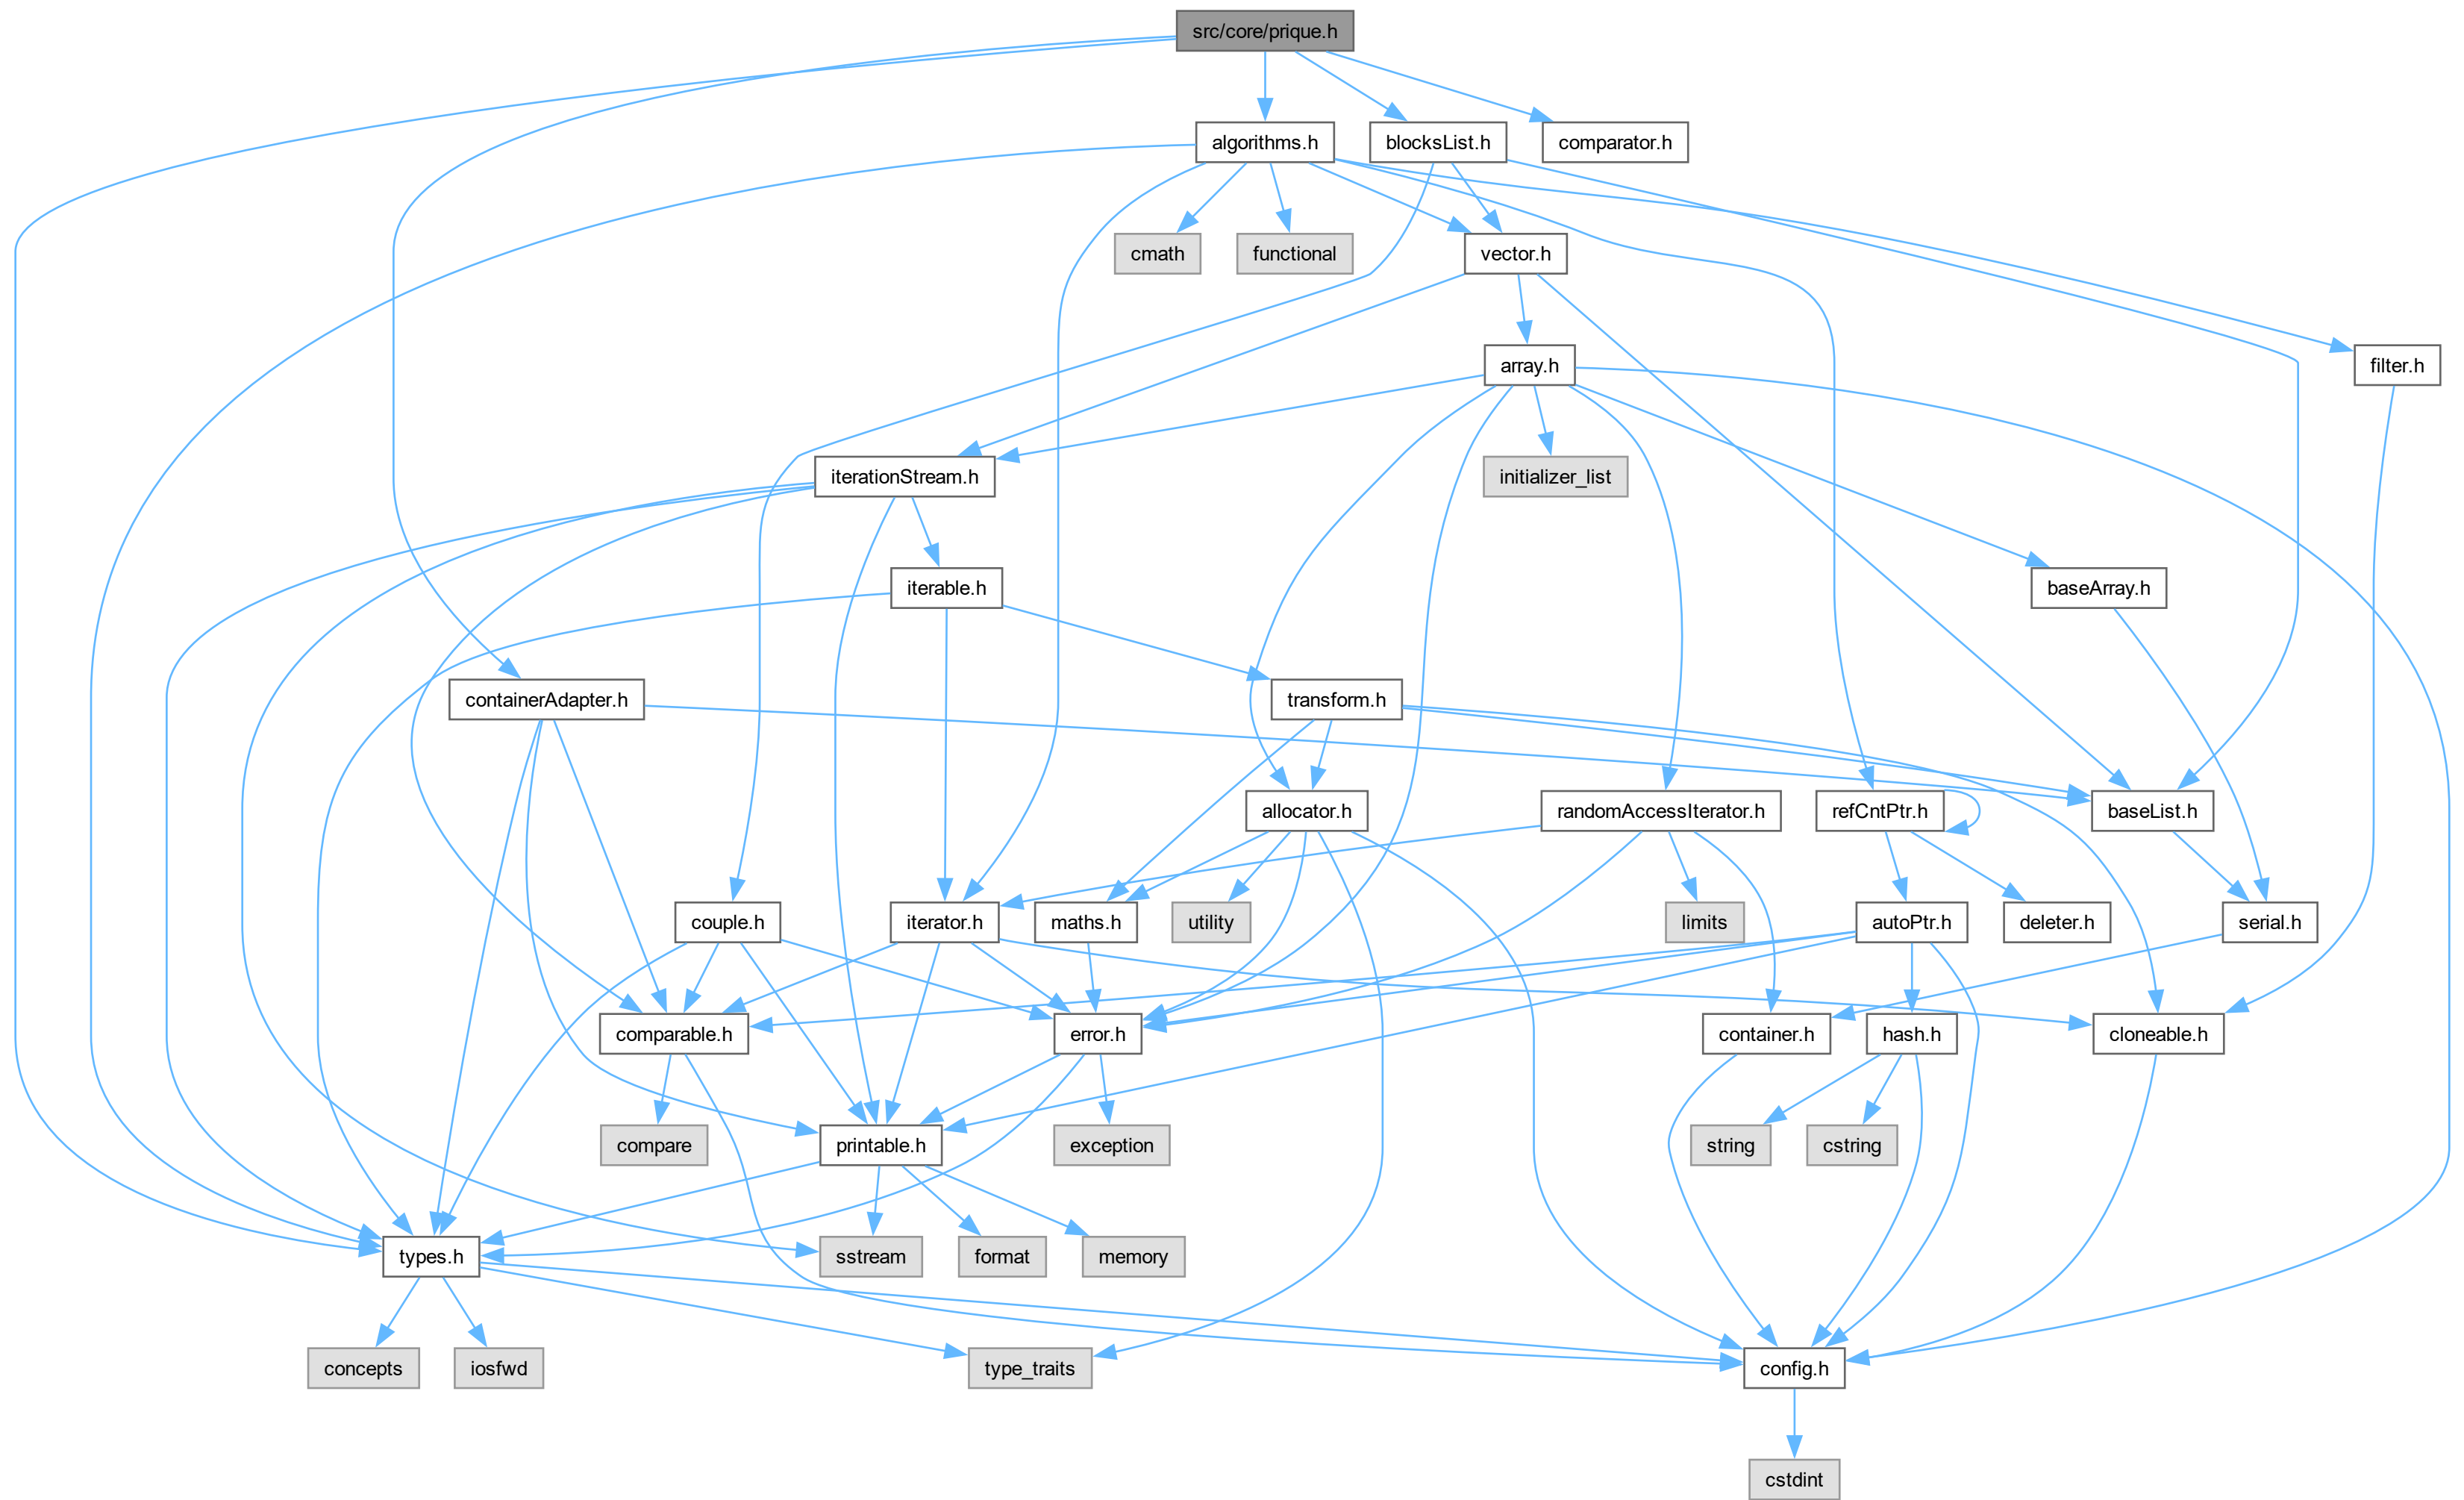 src/core/prique.h
algorithms.h
blocksList.h
comparator.h
cmath
functional
vector.h
array.h
filter.h
iterationStream.h
initializer_list
iterable.h
baseArray.h
containerAdapter.h
transform.h
allocator.h
randomAccessIterator.h
refCntPtr.h
baseList.h
couple.h
iterator.h
maths.h
utility
limits
autoPtr.h
deleter.h
serial.h
comparable.h
error.h
container.h
hash.h
cloneable.h
compare
printable.h
exception
string
cstring
types.h
sstream
format
memory
concepts
iosfwd
type_traits
config.h
cstdint